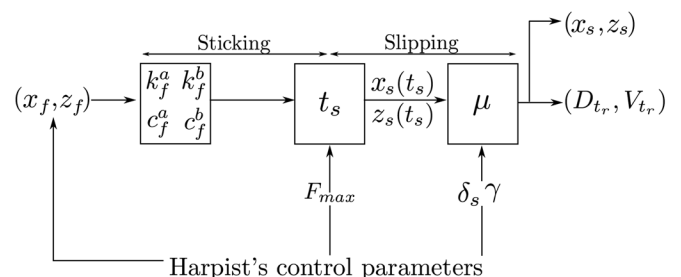 (x_s, z_s)
Sticking Slipping
k_f^a k_f^b
(x_f, z_f) t_s x_s(t_s) μ (D_{t_r}, V_{t_r})
c_f^a c_f^b z_s(t_s)
F_{max} δ_s γ
Harpist's control parameters